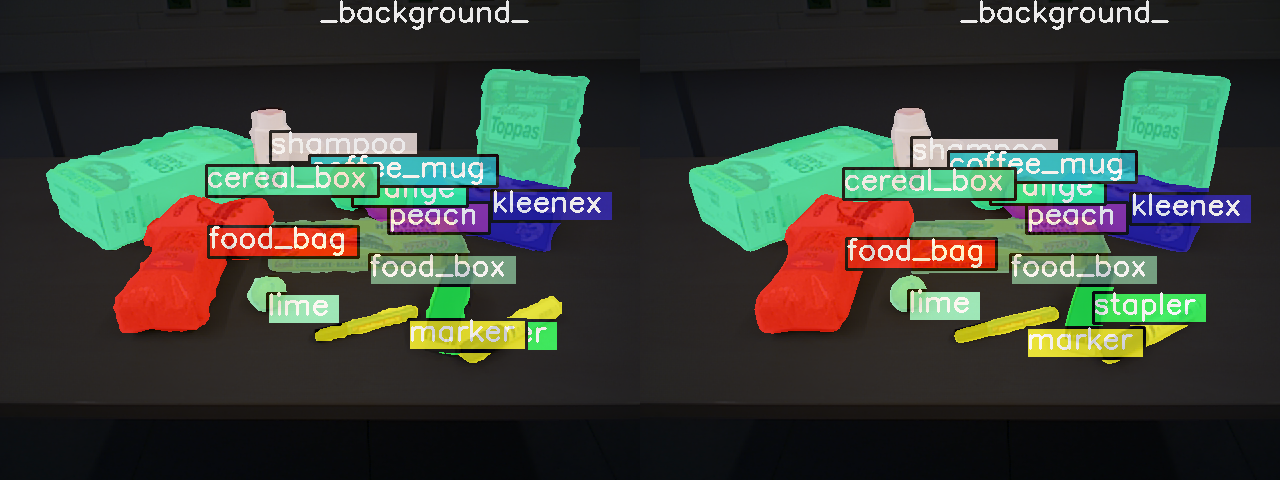 _background_
_background_
Toppas
Toppas
shampoo
shampoo
coffee_mug
cereal_box
cereal_box
kleenex
kleenex
peach
peach
food_bag
food_bag
food_box
food_box
lime
lime
stapler
marker
marker